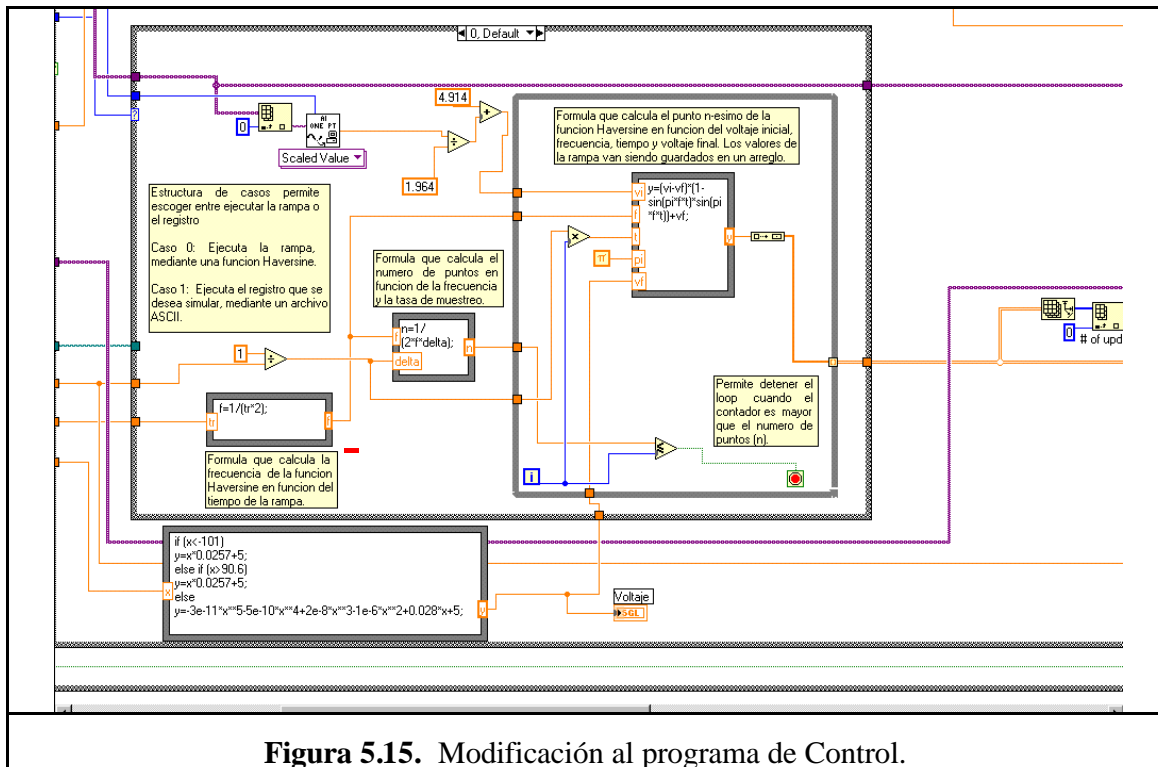 0, Default
4.914
AI
ONE PT
0
Scaled Value
1.964
Formula que calcula el punto n-esimo de la
funcion Haversine en funcion del voltaje inicial,
frecuencia, tiempo y voltaje final. Los valores de
la rampa van siendo guardados en un arreglo.
Estructura de casos permite
escoger entre ejecutar la rampa o
el registro
Caso 0: Ejecuta la rampa,
mediante una funcion Haversine.
Caso 1: Ejecuta el registro que se
desea simular, mediante un archivo
ASCII.
vi
f
t
pi
vf
y=(vi-vf)*(1-
sin(pi*f*t)*sin(pi
*f*t))+vf;
y
π
Formula que calcula el
numero de puntos en
funcion de la frecuencia
y la tasa de muestreo.
f
delta
n=1/
(2*f*delta);
n
1
0
# of upd
Permite detener el
loop cuando el
contador es mayor
que el numero de
puntos (n).
tr
f=1/(tr*2);
f
i
Formula que calcula la
frecuencia de la funcion
Haversine en funcion del
tiempo de la rampa.
x
if (x<-101)
y=x*0.0257+5;
else if (x>90.6)
y=x*0.0257+5;
else
y=-3e-11*x**5-5e-10*x**4+2e-8*x**3-1e-6*x**2+0.028*x+5;
y
Voltaje
SGL
Figura 5.15. Modificación al programa de Control.